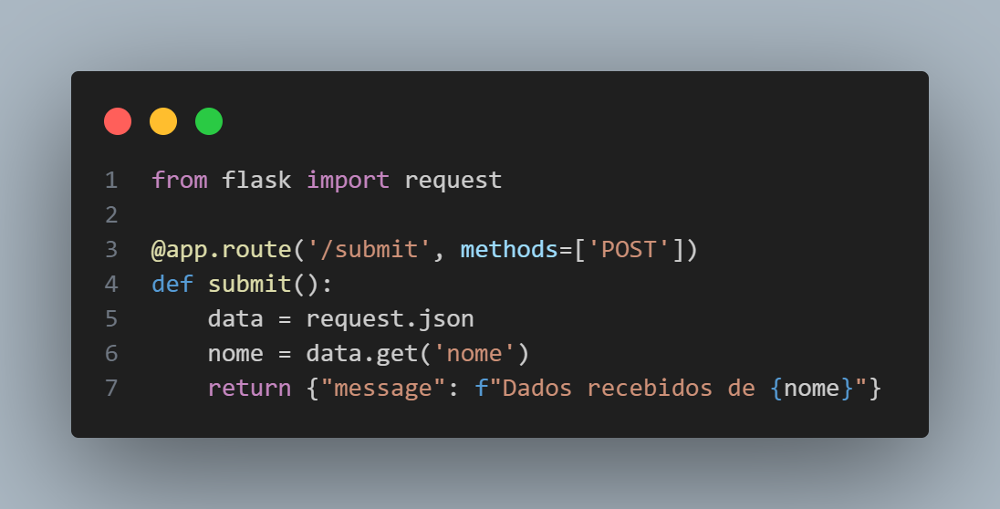 1 from flask import request
2
3 @app.route('/submit', methods=['POST'])
4 def submit():
5     data = request.json
6     nome = data.get('nome')
7     return {"message": f"Dados recebidos de {nome}"}